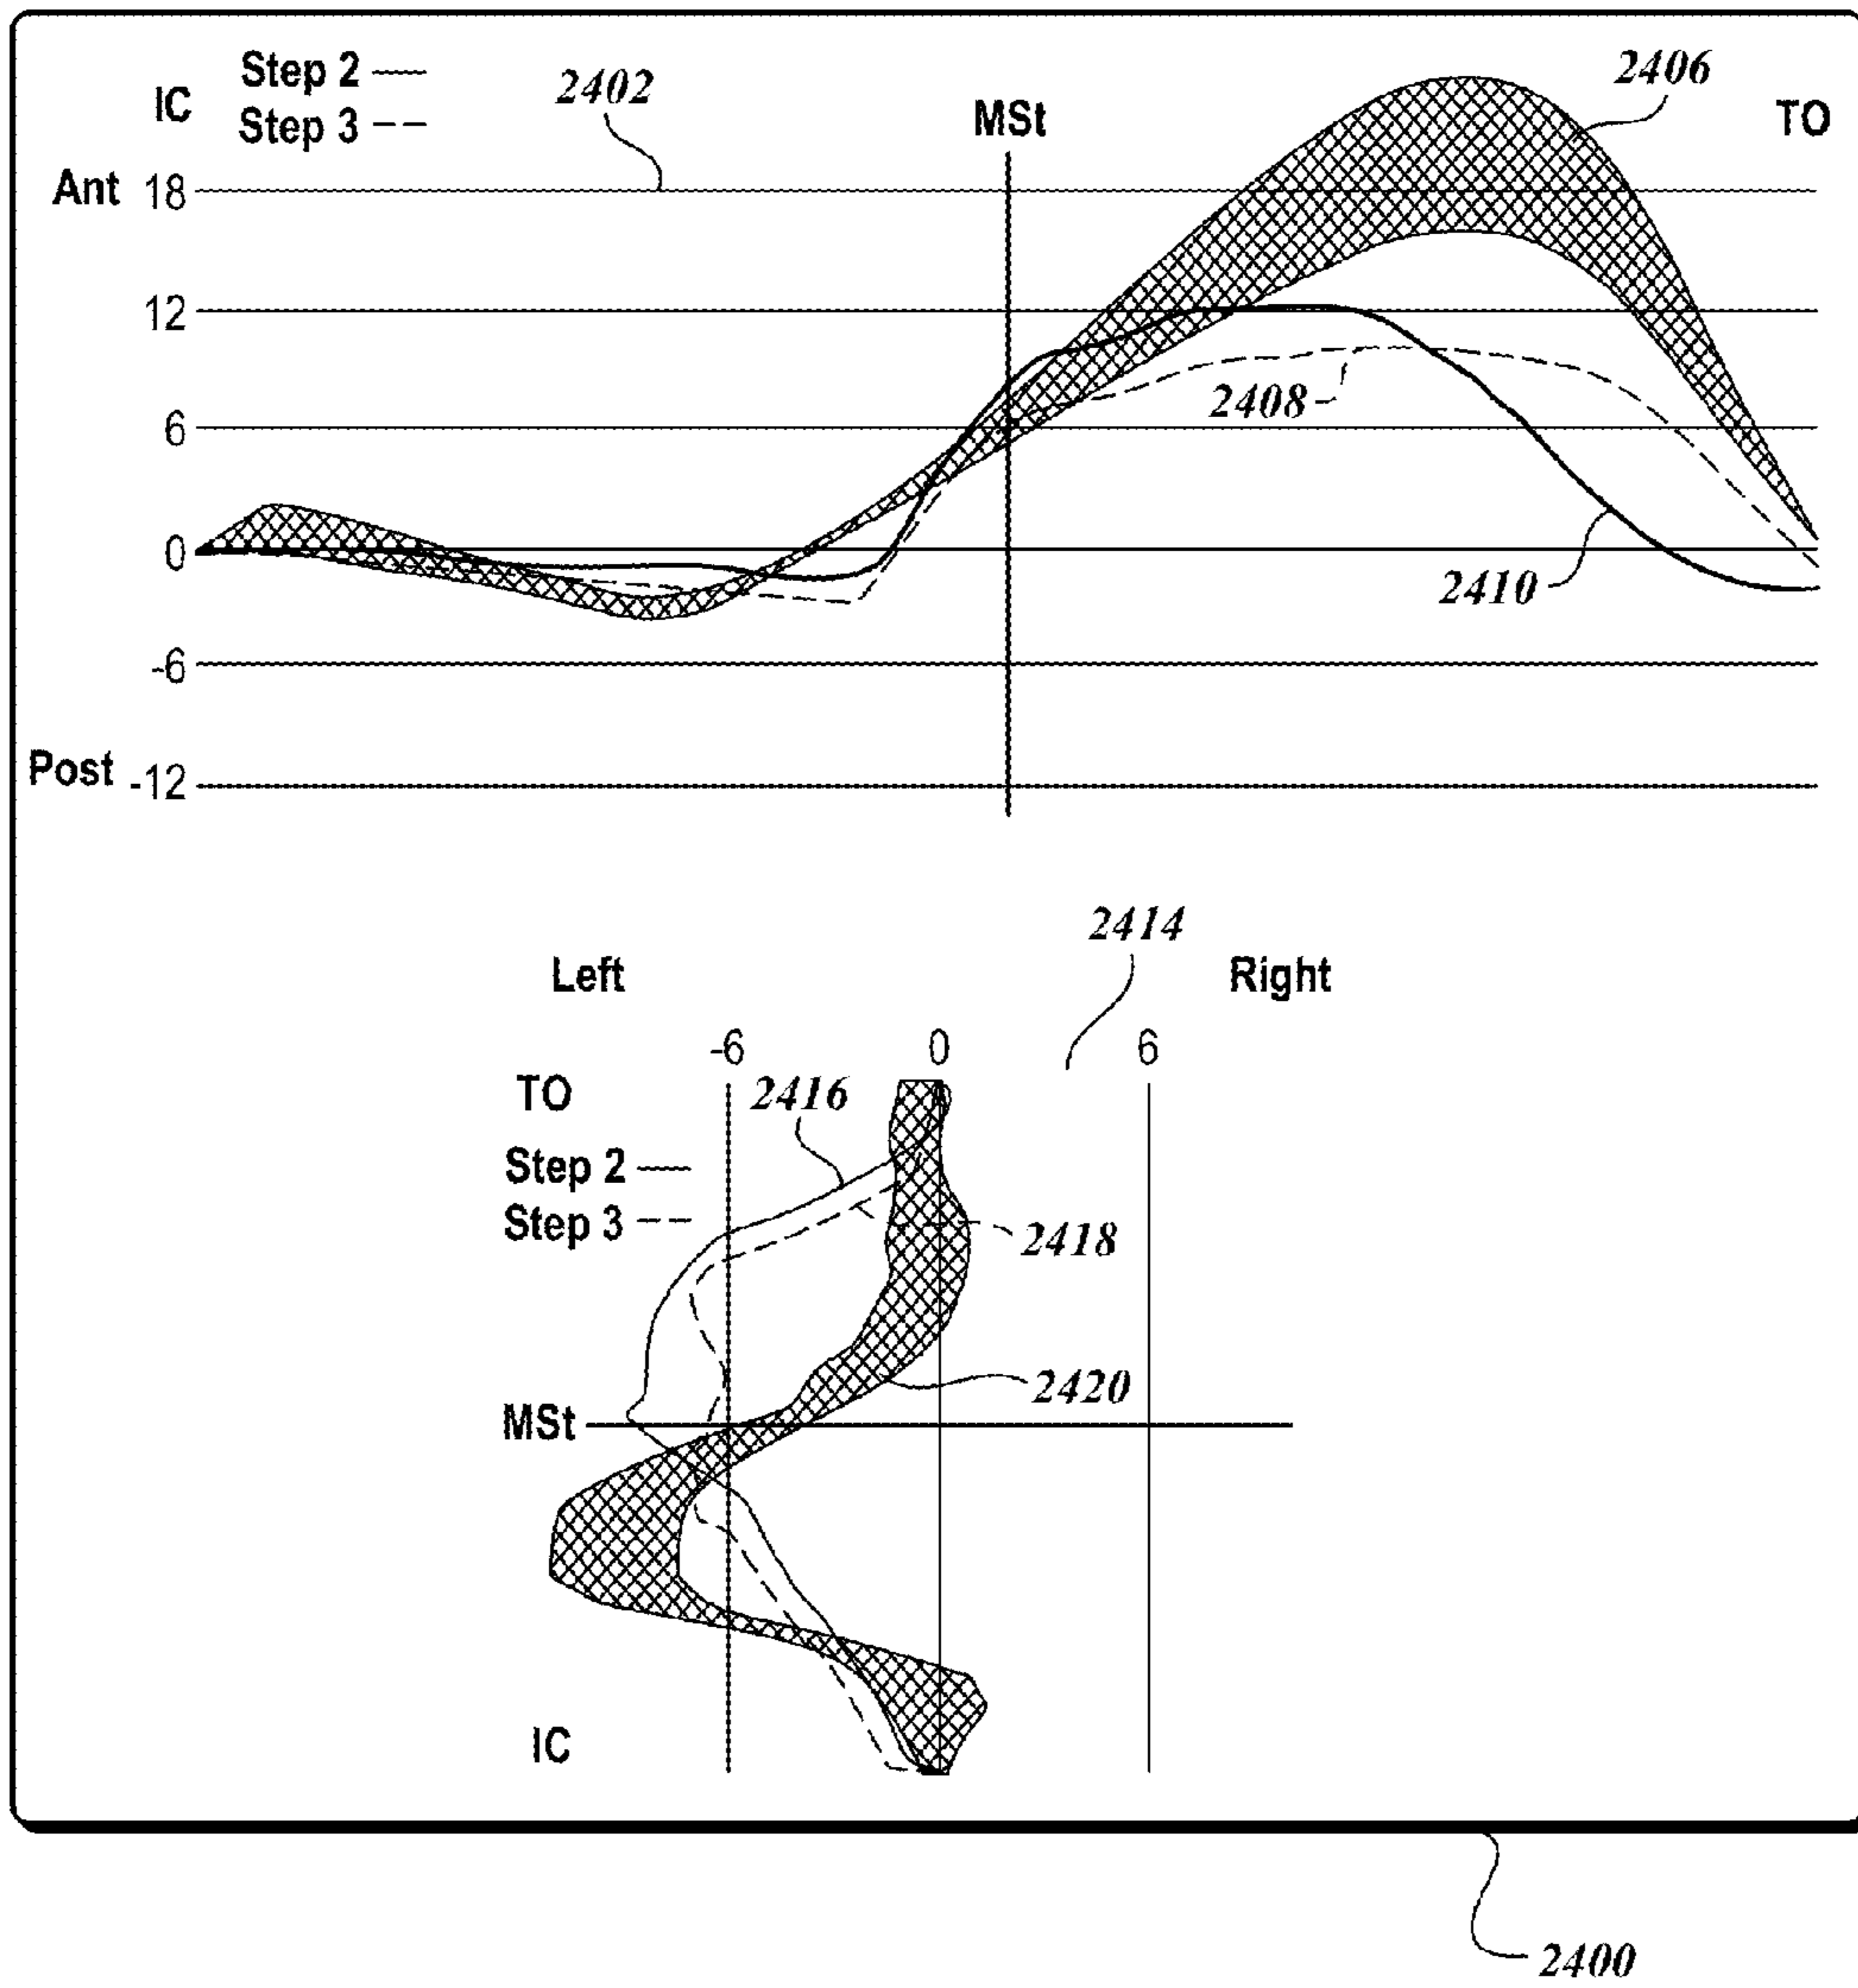 Step 2
2402
2406
IC
Step 3
MSt
TO
Ant 18
12
2408
6
0
2410
-6
Post -12
2414
Left
Right
-6 0 6
TO
2416
Step 2
Step 3
2418
2420
MSt
IC
2400